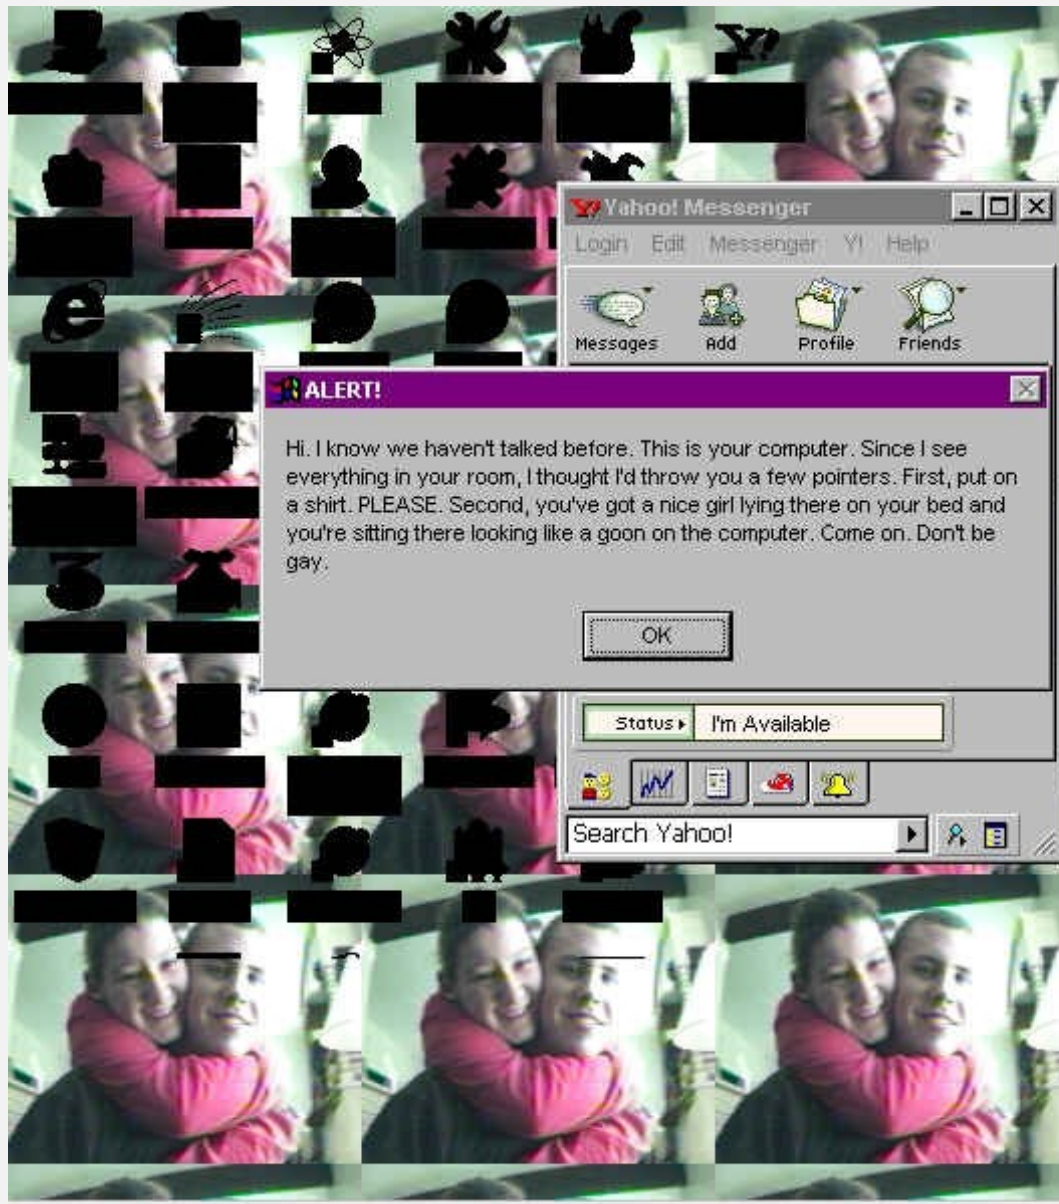 Yahoo! Messenger
Login Edit Messenger Y! Help
Messages Add Profile Friends
ALERT!
Hi. I know we haven't talked before. This is your computer. Since I see
everything in your room, I thought I'd throw you a few pointers. First, put on
a shirt. PLEASE. Second, you've got a nice girl lying there on your bed and
you're sitting there looking like a goon on the computer. Come on. Don't be
gay.
OK
Status I'm Available
Search Yahoo!